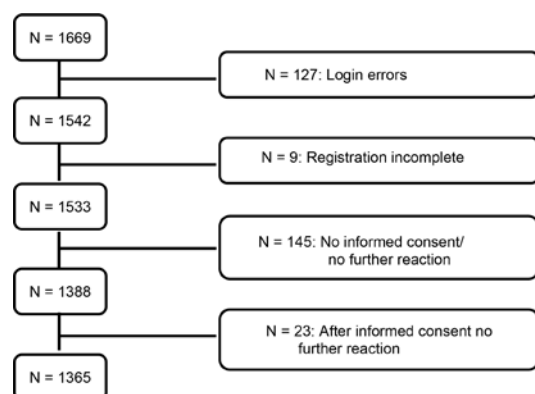 N = 1669
N = 127: Login errors
N = 1542
N = 9: Registration incomplete
N = 1533
N = 145: No informed consent/
no further reaction
N = 1388
N = 23: After informed consent no
further reaction
N = 1365